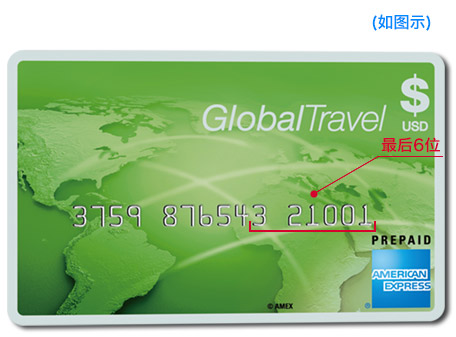 (如图示)
$
GlobalTravel
USD
最后6位
3759 876543 21001
PREPAID
AMERICAN
EXPRESS
®
© AMEX